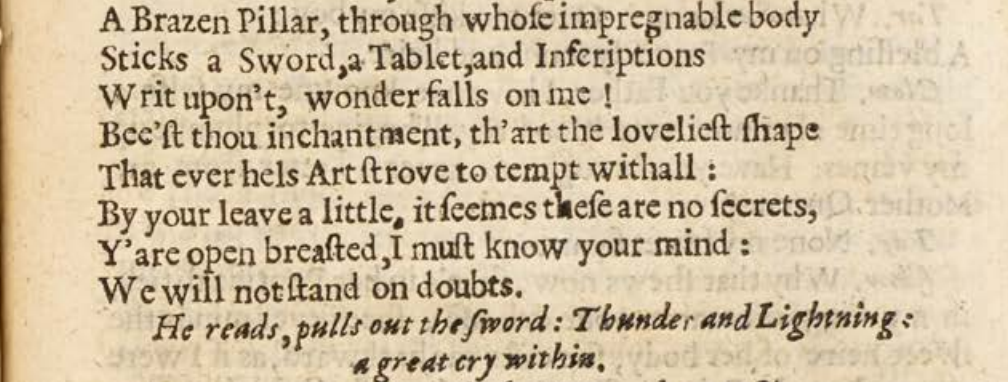 A Brazen Pillar, through whoſe impregnable body
Sticks a Sword,a Tablet,and Inſcriptions
Writ upon't, wonder falls on me !
Bee'ſt thou inchantment, th'art the lovelieſt ſhape
That ever hels Art ſtrove to tempt withall :
By your leave a little, it ſeemes theſe are no ſecrets,
Y'are open breaſted,I muſt know your mind :
We will not ſtand on doubts.
He reads,pulls out the ſword: Thunder and Lightning:
a great cry within.